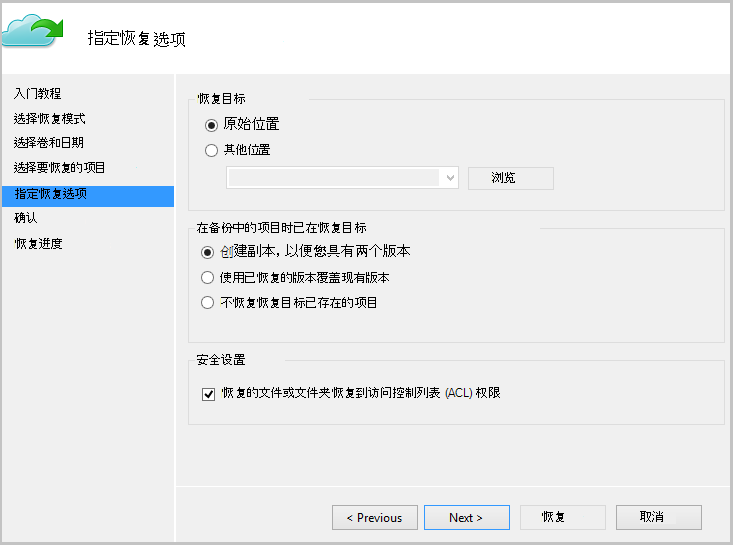 指定恢复选项
入门教程
选择恢复模式
选择卷和日期
选择要恢复的项目
指定恢复选项
确认
恢复进度
恢复目标
原始位置
其他位置
浏览
在备份中的项目时已在恢复目标
创建副本，以便您具有两个版本
使用已恢复的版本覆盖现有版本
不恢复恢复目标已存在的项目
安全设置
恢复的文件或文件夹恢复到访问控制列表 (ACL) 权限
< Previous
Next >
恢复
取消